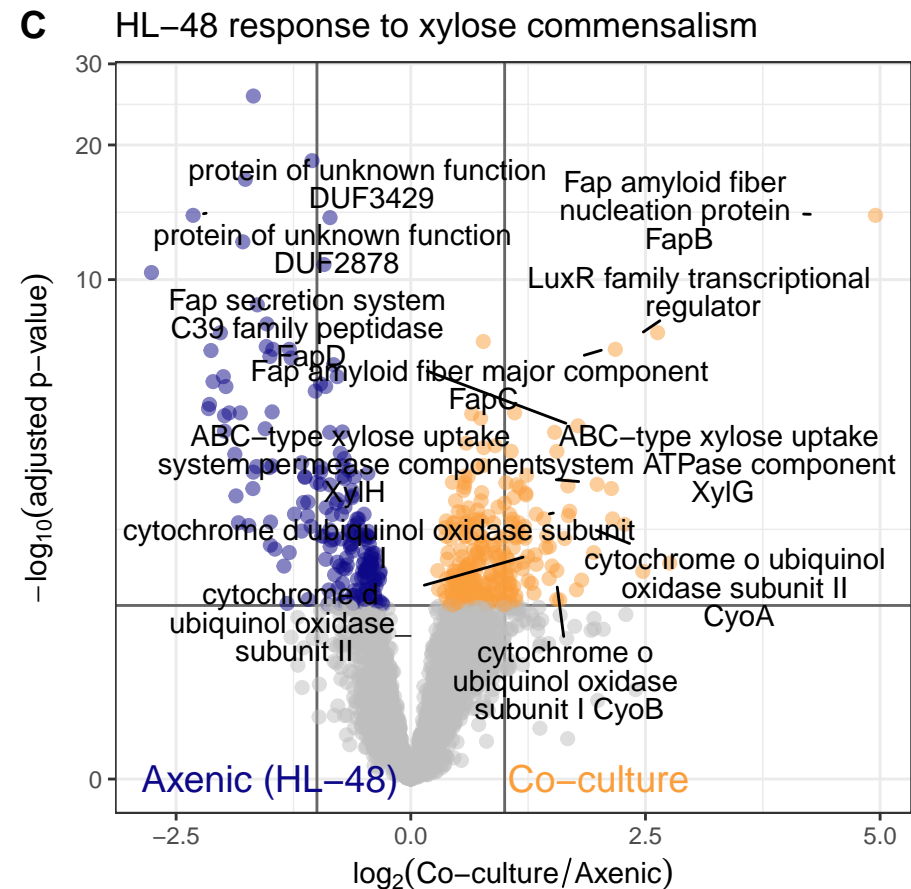 C HL−48 response to xylose commensalism
30
20
10
0
−log10(adjusted p−value)
protein of unknown function
DUF3429
Fap amyloid fiber
nucleation protein
FapB
protein of unknown function
DUF2878
LuxR family transcriptional
regulator
Fap secretion system
C39 family peptidase
FapD
Fap amyloid fiber major component
FapC
ABC−type xylose uptake
system permease component
XylH
ABC−type xylose uptake
system ATPase component
XylG
cytochrome d ubiquinol oxidase subunit
I
cytochrome o ubiquinol
oxidase subunit II
CyoA
cytochrome d
ubiquinol oxidase
subunit II
cytochrome o
ubiquinol oxidase
subunit I CyoB
Axenic (HL−48)
Co−culture
−2.5 0.0 2.5 5.0
log2(Co−culture/Axenic)